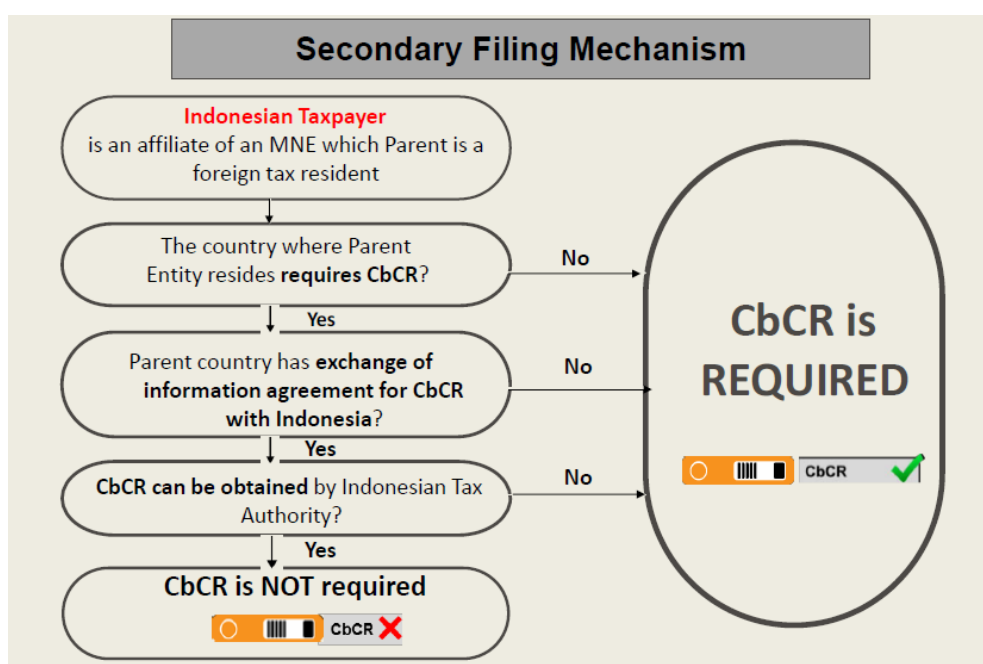 Secondary Filing Mechanism
Indonesian Taxpayer
is an affiliate of an MNE which Parent is a
foreign tax resident
The country where Parent
Entity resides requires CbCR?
No
Yes
Parent country has exchange of
information agreement for CbCR
with Indonesia?
No
Yes
CbCR can be obtained by Indonesian Tax
Authority?
No
Yes
CbCR is NOT required
CbCR
CbCR is
REQUIRED
CbCR